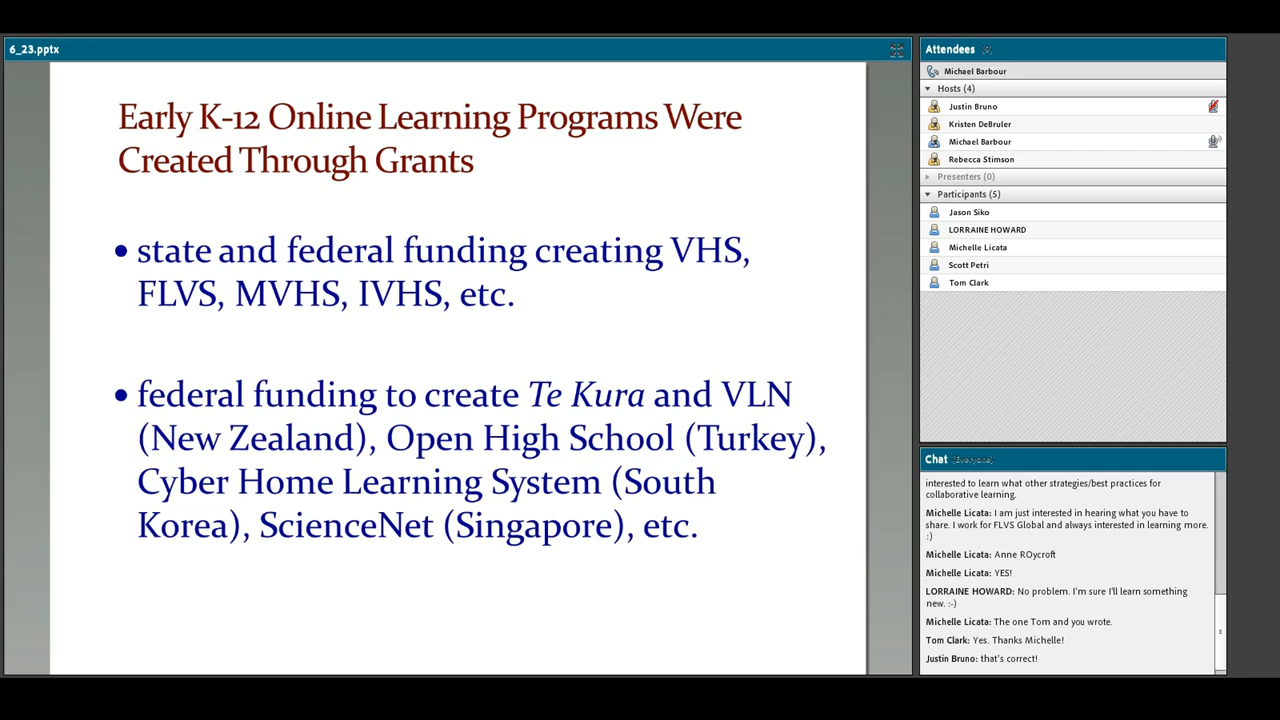 6_23.pptx
Early K-12 Online Learning Programs Were
Created Through Grants
• state and federal funding creating VHS,
FLVS, MVHS, IVHS, etc.
• federal funding to create Te Kura and VLN
(New Zealand), Open High School (Turkey),
Cyber Home Learning System (South
Korea), ScienceNet (Singapore), etc.
Attendees
Michael Barbour
Hosts (4)
Justin Bruno
Kristen DeBruler
Michael Barbour
Rebecca Stimson
Presenters (0)
Participants (5)
Jason Siko
LORRAINE HOWARD
Michelle Licata
Scott Petri
Tom Clark
Chat (Everyone)
interested to learn what other strategies/best practices for
collaborative learning.
Michelle Licata: I am just interested in hearing what you have to
share. I work for FLVS Global and always interested in learning more.
:)
Michelle Licata: Anne ROycroft
Michelle Licata: YES!
LORRAINE HOWARD: No problem. I'm sure I'll learn something
new. :-)
Michelle Licata: The one Tom and you wrote.
Tom Clark: Yes. Thanks Michelle!
Justin Bruno: that's correct!